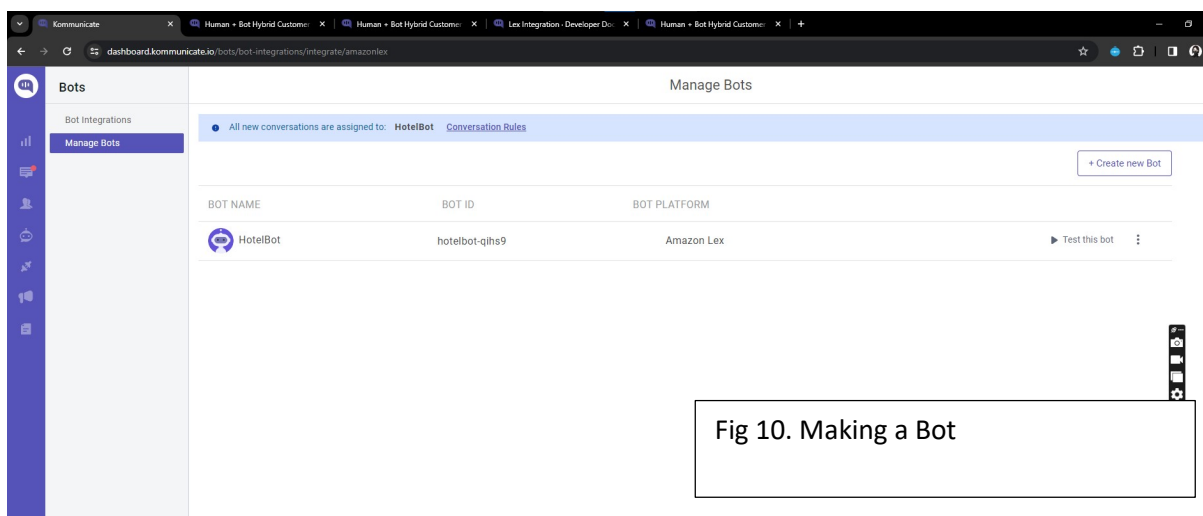 Kommunicate
Human + Bot Hybrid Customer
Human + Bot Hybrid Customer
Lex Integration - Developer Doc
Human + Bot Hybrid Customer
dashboard.kommunicate.io/bots/bot-integrations/integrate/amazonlex
Bots
Manage Bots
Bot Integrations
Manage Bots
All new conversations are assigned to: HotelBot Conversation Rules
+ Create new Bot
BOT NAME BOT ID BOT PLATFORM
HotelBot hotelbot-qihs9 Amazon Lex Test this bot
Fig 10. Making a Bot